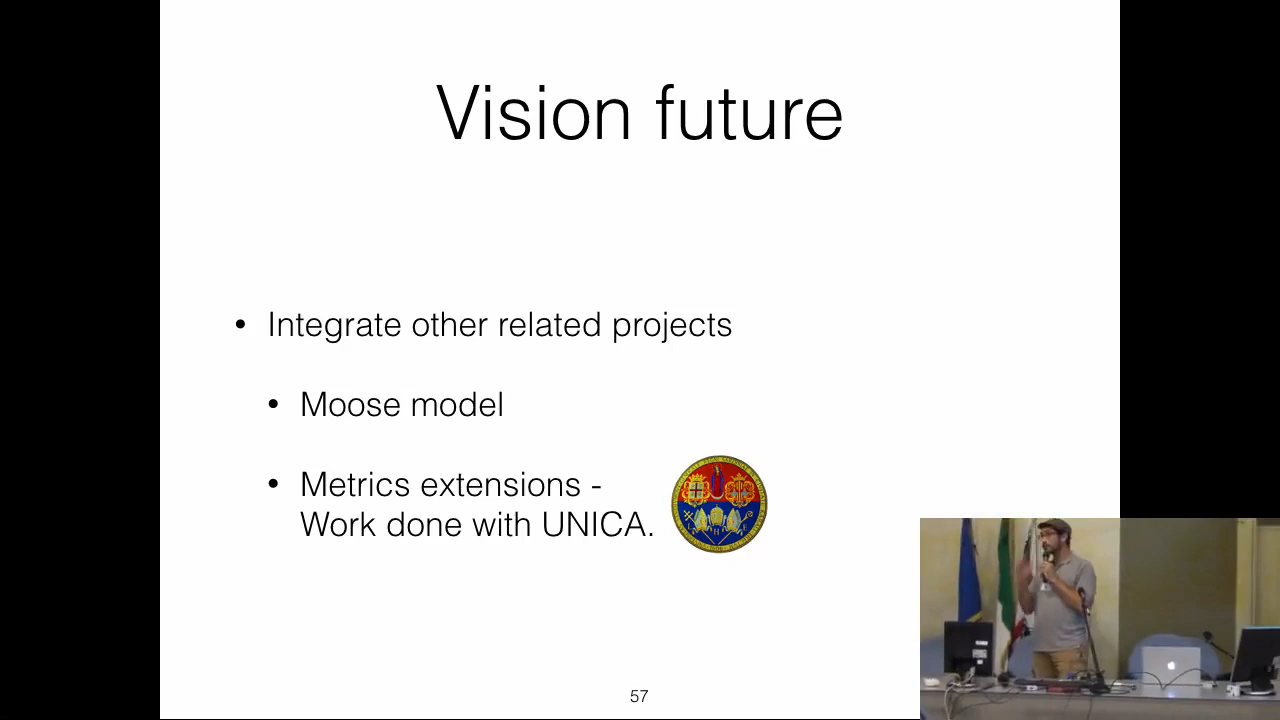 Vision future
• Integrate other related projects
• Moose model
• Metrics extensions -
Work done with UNICA.
57